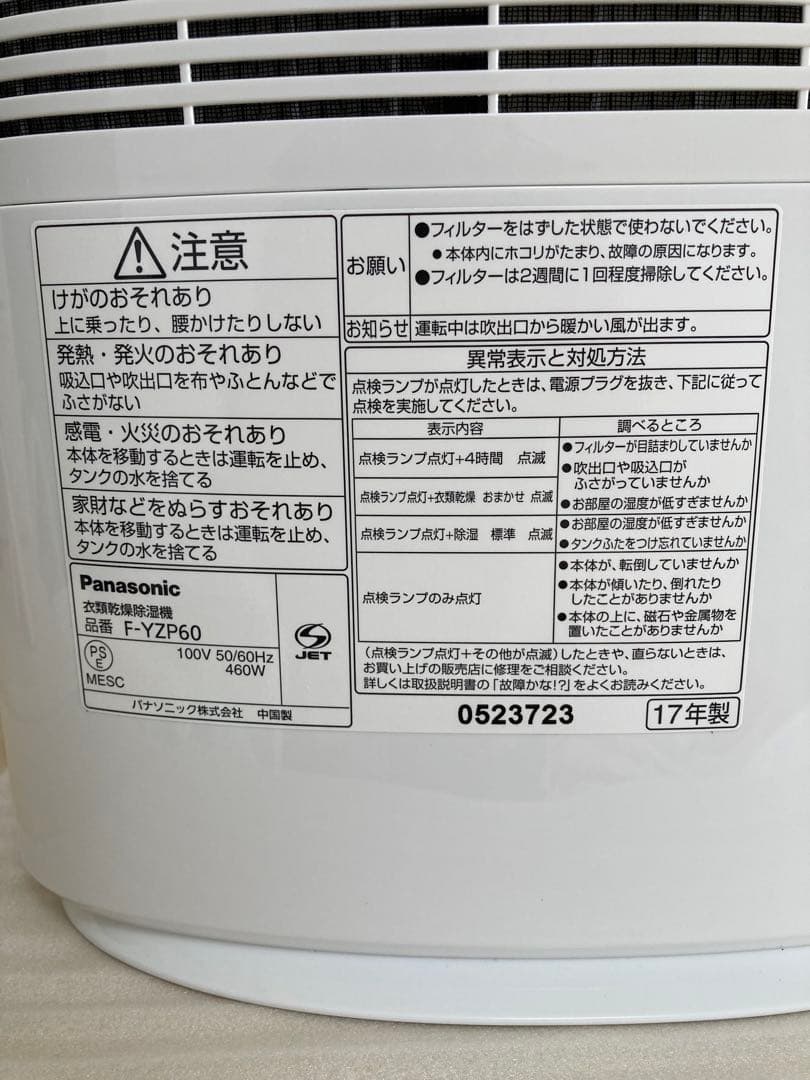 注意
けがのおそれあり
上に乗ったり、腰かけたりしない
発熱・発火のおそれあり
吸込口や吹出口を布やふとんなどで
ふさがない
感電・火災のおそれあり
本体を移動するときは運転を止め、
タンクの水を捨てる
家財などをぬらすおそれあり
本体を移動するときは運転を止め、
タンクの水を捨てる
Panasonic
衣類乾燥除湿機
品番 F-YZP60
PS
E
100V 50/60Hz
460W
MESC
JET
パナソニック株式会社 中国製
お願い
●フィルターをはずした状態で使わないでください。
●本体内にホコリがたまり、故障の原因になります。
●フィルターは2週間に1回程度掃除してください。
お知らせ 運転中は吹出口から暖かい風が出ます。
異常表示と対処方法
点検ランプが点灯したときは、電源プラグを抜き、下記に従って
点検を実施してください。
表示内容 調べるところ
点検ランプ点灯+4時間 点滅
点検ランプ点灯+衣類乾燥 おまかせ 点滅
●フィルターが目詰まりしていませんか
●吹出口や吸込口が
ふさがっていませんか
●お部屋の湿度が低すぎませんか
点検ランプ点灯+除湿 標準 点滅
●お部屋の湿度が低すぎませんか
●タンクふたをつけ忘れていませんか
点検ランプのみ点灯
●本体が、転倒していませんか
●本体が傾いたり、倒れたり
したことがありませんか
●本体の上に、磁石や金属物を
置いたことがありませんか
(点検ランプ点灯+その他が点滅)したときや、直らないときは、
お買い上げの販売店に修理をご相談ください。
詳しくは取扱説明書の「故障かな!?」をよくお読みください。
0523723
17年製